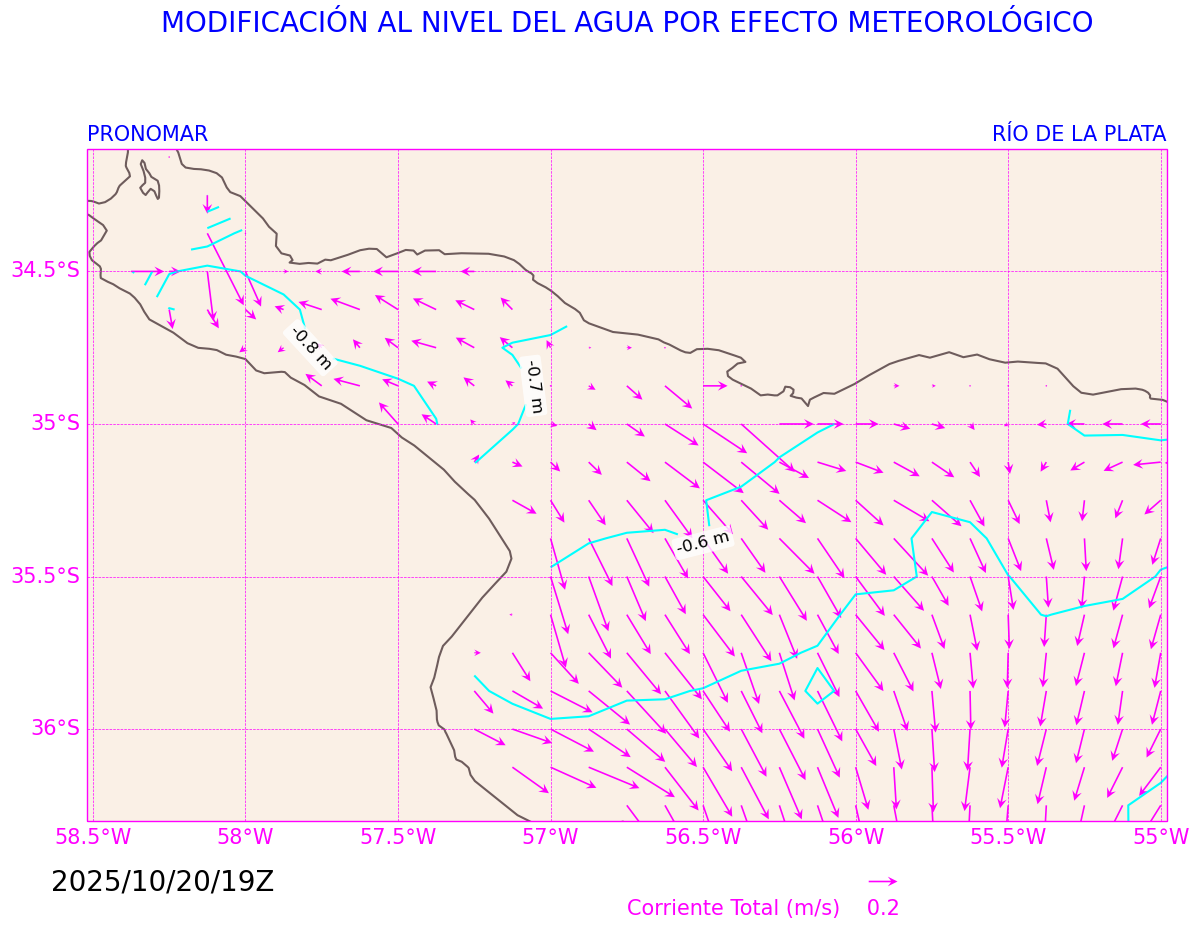 MODIFICACIÓN AL NIVEL DEL AGUA POR EFECTO METEOROLÓGICO
PRONOMAR
RÍO DE LA PLATA
34.5°S
-0.8 m
-0.7 m
35°S
-0.6 m
35.5°S
36°S
58.5°W
58°W
57.5°W
57°W
56.5°W
56°W
55.5°W
55°W
2025/10/20/19Z
Corriente Total (m/s)
0.2